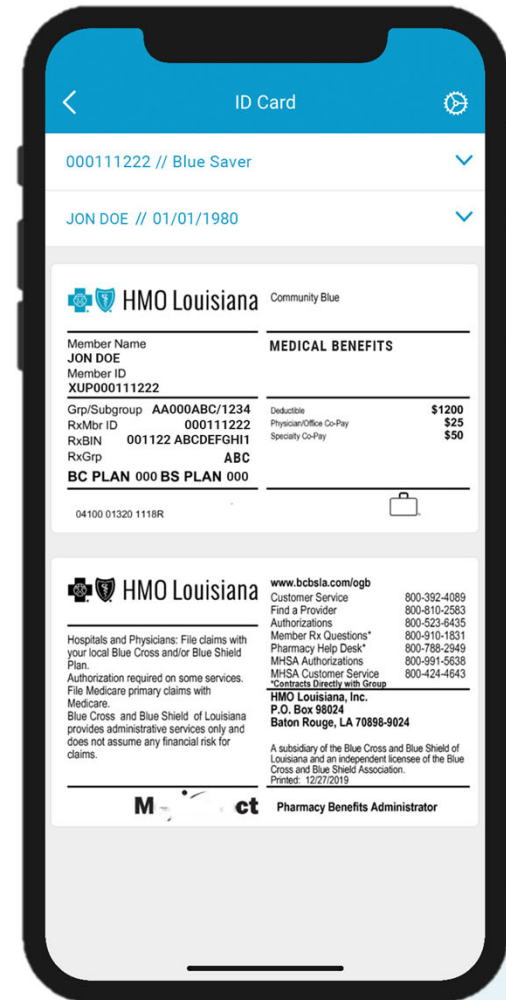 ID Card
000111222 // Blue Saver
JON DOE // 01/01/1980
HMO Louisiana
Community Blue
Member Name
JON DOE
Member ID
XUP000111222
MEDICAL BENEFITS
Grp/Subgroup AA000ABC/1234
RxMbr ID 000111222
RxBIN 001122 ABCDEFGHI1
RxGrp ABC
BC PLAN 000 BS PLAN 000
Deductible $1200
Physician/Office Co-Pay $25
Specialty Co-Pay $50
04100 01320 1118R
HMO Louisiana
Hospitals and Physicians: File claims with
your local Blue Cross and/or Blue Shield
Plan.
Authorization required on some services.
File Medicare primary claims with
Medicare.
Blue Cross and Blue Shield of Louisiana
provides administrative services only and
does not assume any financial risk for
claims.
www.bcbsla.com/ogb
Customer Service 800-392-4089
Find a Provider 800-810-2583
Authorizations 800-523-6435
Member Rx Questions* 800-910-1831
Pharmacy Help Desk* 800-788-2949
MHSA Authorizations 800-991-5638
MHSA Customer Service 800-424-4643
*Contracts Directly with Group
HMO Louisiana, Inc.
P.O. Box 98024
Baton Rouge, LA 70898-9024
A subsidiary of the Blue Cross and Blue Shield of
Louisiana and an independent licensee of the Blue
Cross and Blue Shield Association.
Printed: 12/27/2019
Pharmacy Benefits Administrator